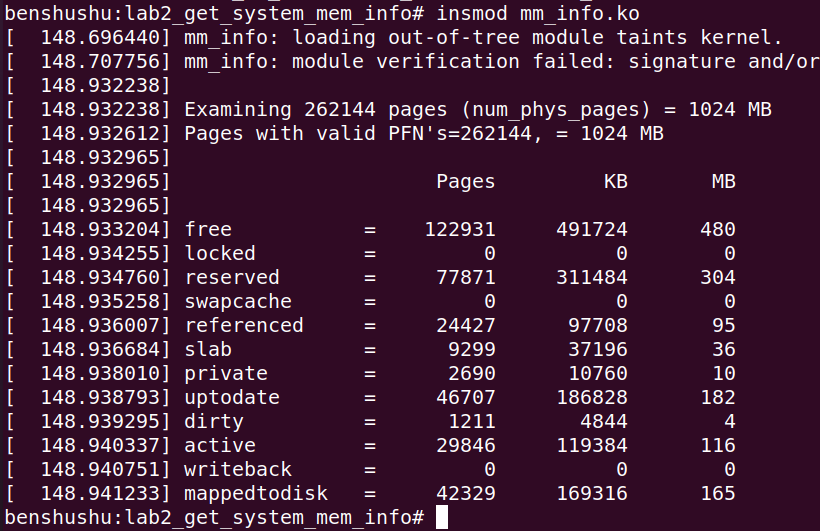 benshushu:lab2_get_system_mem_info# insmod mm_info.ko
[  148.696440] mm_info: loading out-of-tree module taints kernel.
[  148.707756] mm_info: module verification failed: signature and/or
[  148.932238]
[  148.932238] Examining 262144 pages (num_phys_pages) = 1024 MB
[  148.932612] Pages with valid PFN's=262144, = 1024 MB
[  148.932965]
[  148.932965]                      Pages         KB       MB
[  148.932965]
[  148.933204] free           =    122931     491724      480
[  148.934255] locked         =         0          0        0
[  148.934760] reserved       =     77871     311484      304
[  148.935258] swapcache      =         0          0        0
[  148.936007] referenced     =     24427      97708       95
[  148.936684] slab           =      9299      37196       36
[  148.938010] private        =      2690      10760       10
[  148.938793] uptodate       =     46707     186828      182
[  148.939295] dirty          =      1211       4844        4
[  148.940337] active         =     29846     119384      116
[  148.940751] writeback      =         0          0        0
[  148.941233] mappedtodisk   =     42329     169316      165
benshushu:lab2_get_system_mem_info#